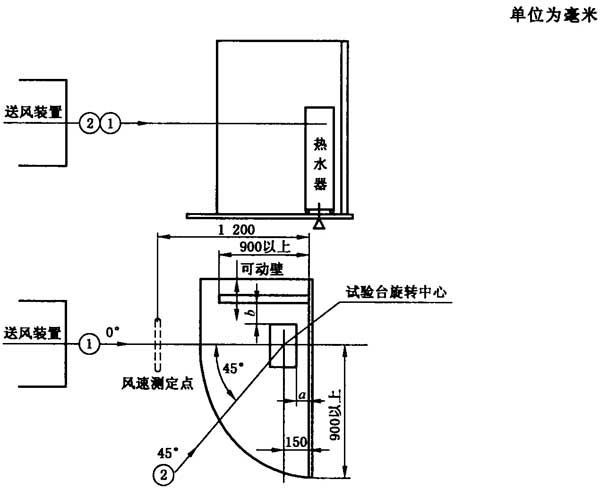 单位为毫米
送风装置
② ①
热水器
1 200
900以上
可动壁
试验台旋转中心
b
送风装置
① 0°
风速测定点
45°
a
900以上
150
45°
②